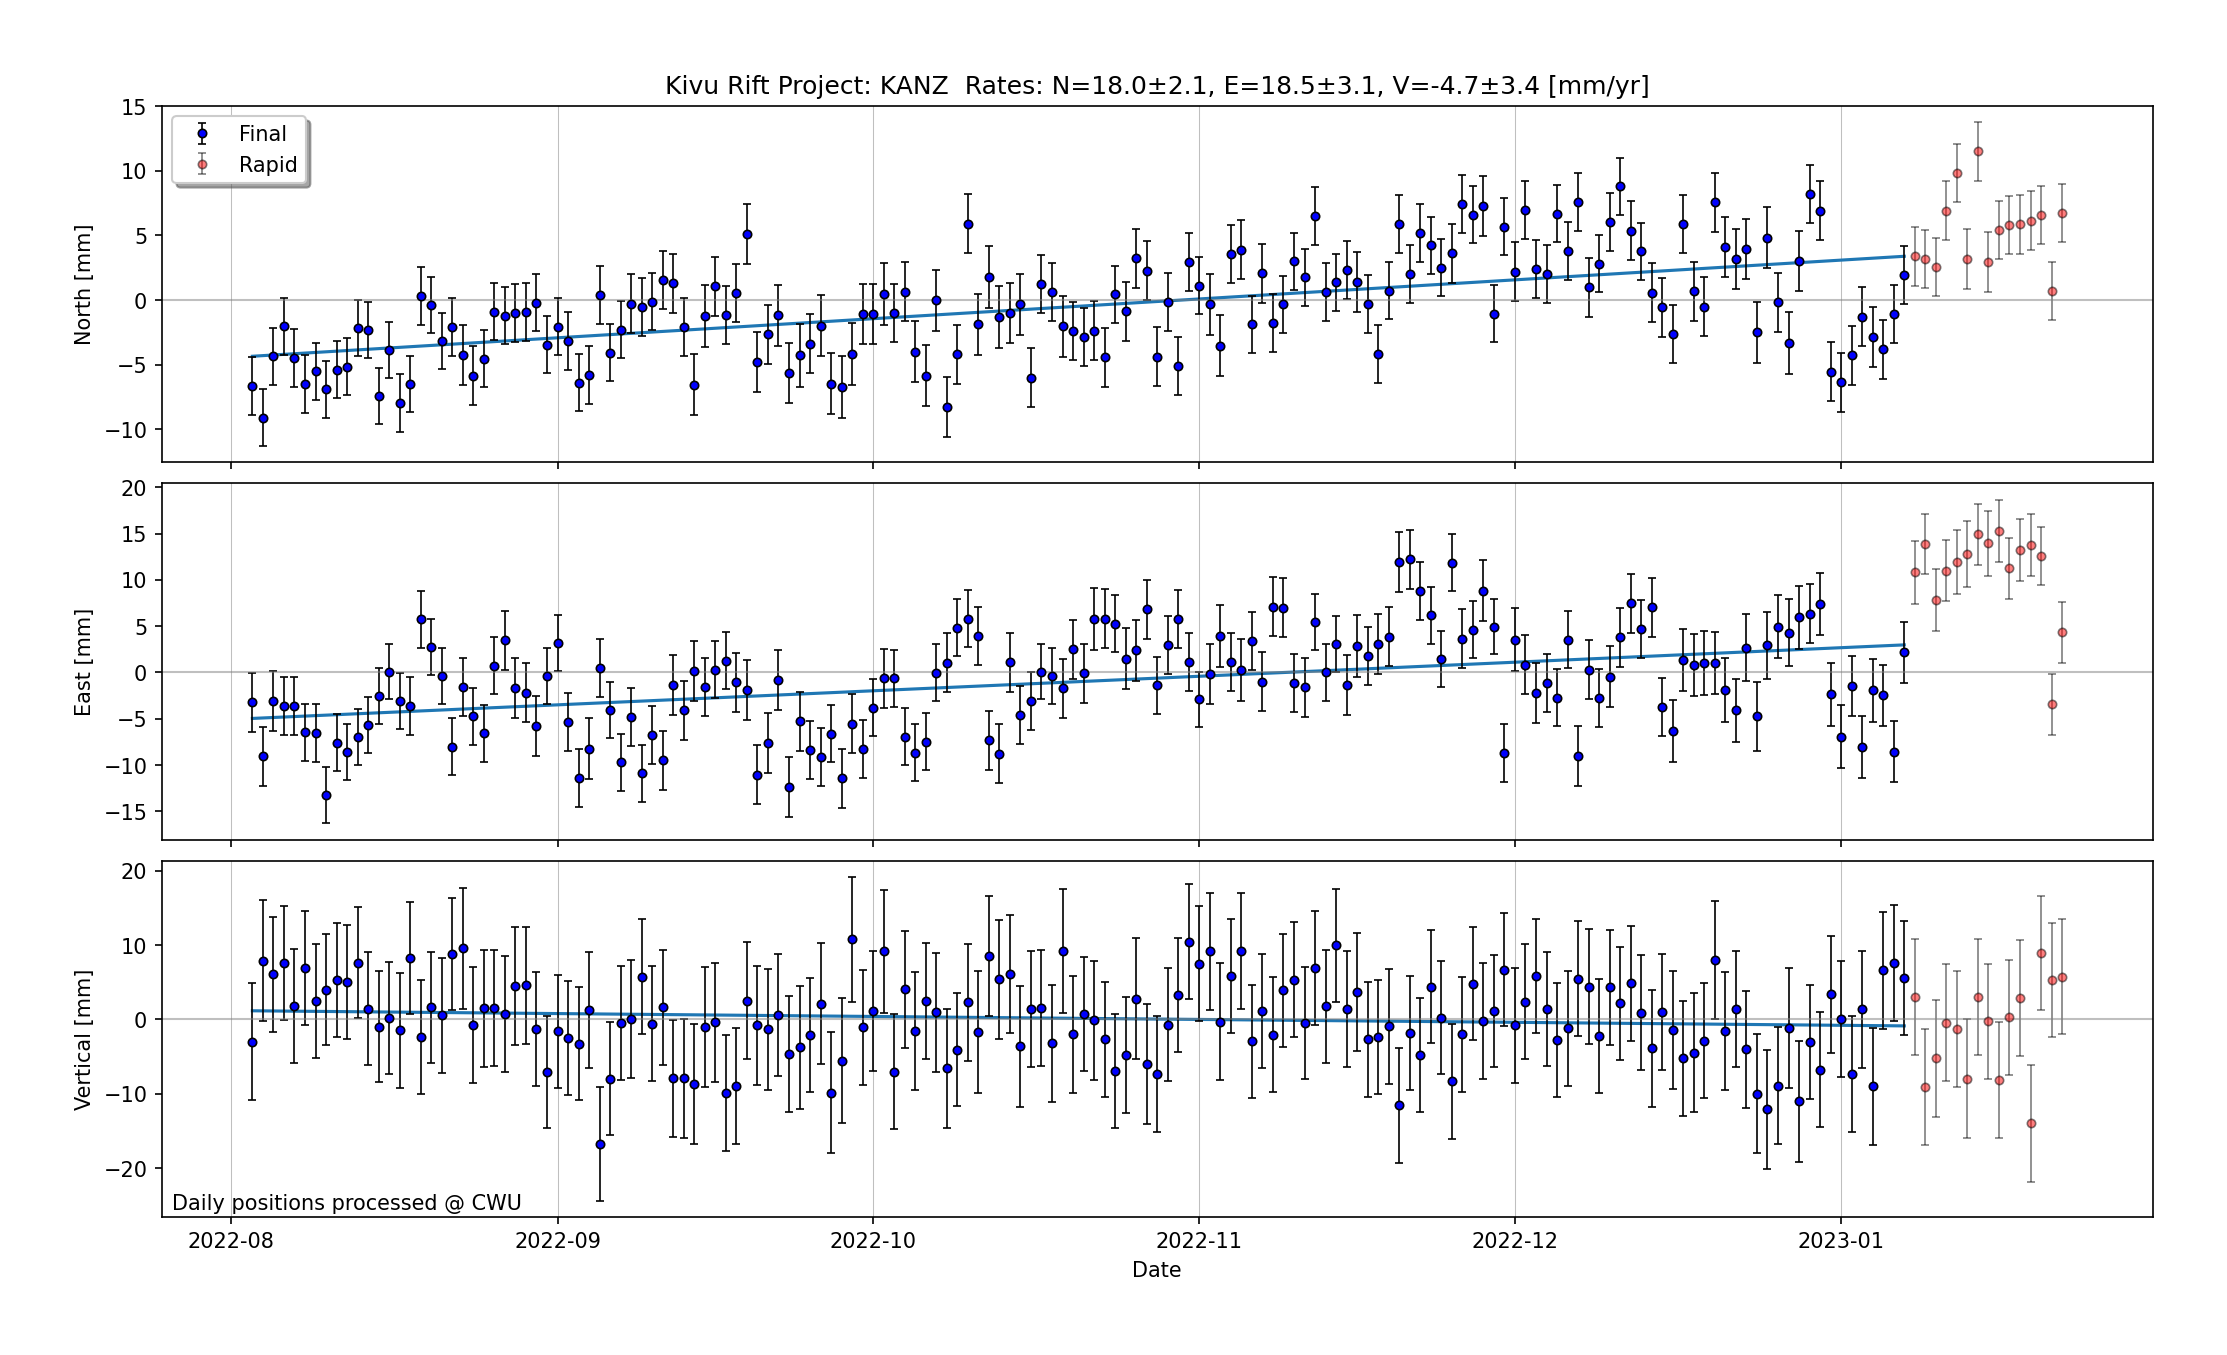 Kivu Rift Project: KANZ  Rates: N=18.0±2.1, E=18.5±3.1, V=-4.7±3.4 [mm/yr]
Final
Rapid
North [mm]
15
10
5
0
−5
−10
East [mm]
20
15
10
5
0
−5
−10
−15
Vertical [mm]
20
10
0
−10
−20
Daily positions processed @ CWU
2022-08 2022-09 2022-10 2022-11 2022-12 2023-01
Date